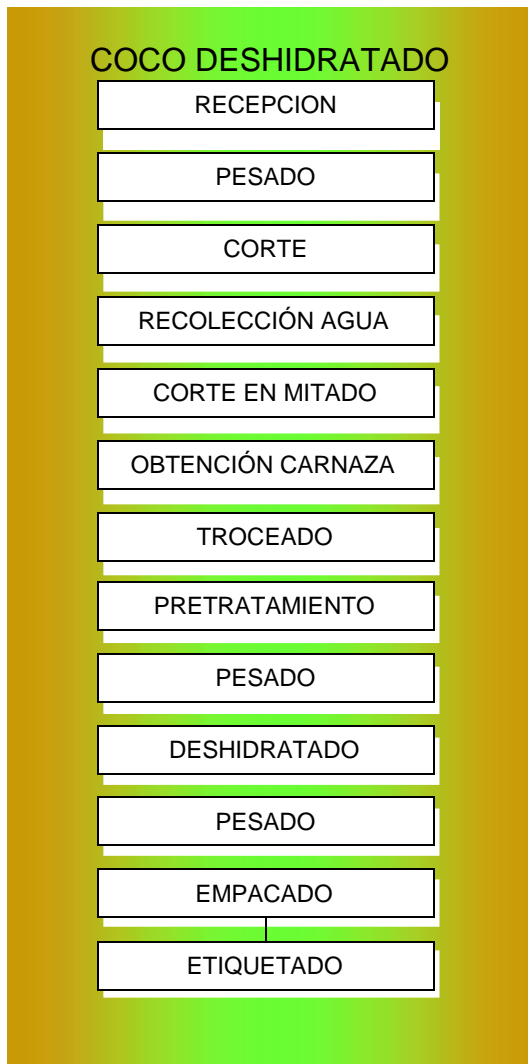 COCO DESHIDRATADO
RECEPCION
PESADO
CORTE
RECOLECCIÓN AGUA
CORTE EN MITADO
OBTENCIÓN CARNAZA
TROCEADO
PRETRATAMIENTO
PESADO
DESHIDRATADO
PESADO
EMPACADO
ETIQUETADO